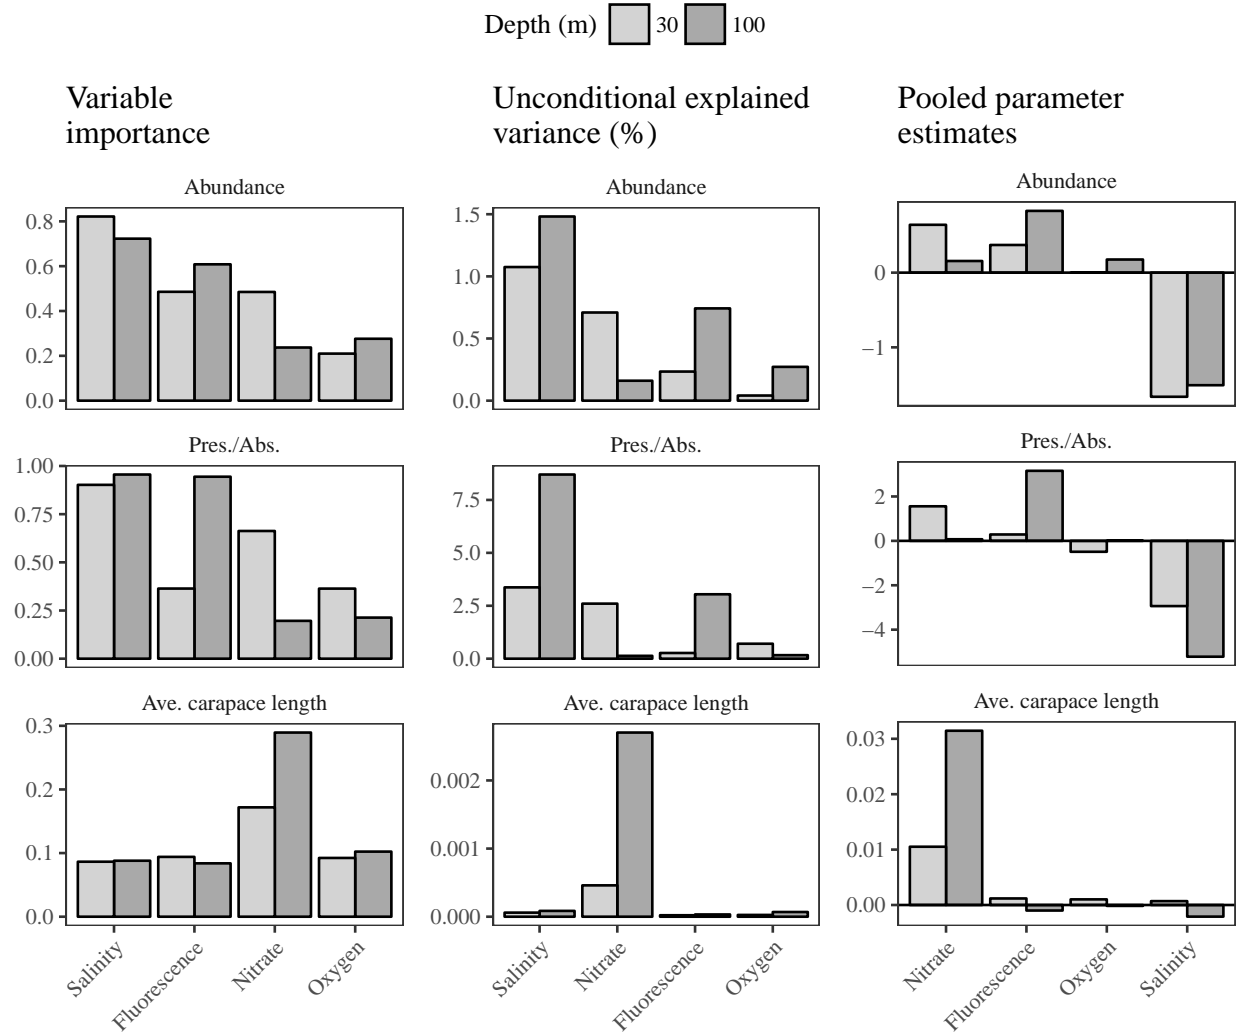 Depth (m) 30 100
Variable
importance
Unconditional explained
variance (%)
Pooled parameter
estimates
Abundance
0.8
0.6
0.4
0.2
0.0
Abundance
1.5
1.0
0.5
0.0
Abundance
0
−1
Pres./Abs.
1.00
0.75
0.50
0.25
0.00
Pres./Abs.
7.5
5.0
2.5
0.0
Pres./Abs.
2
0
−2
−4
Ave. carapace length
0.3
0.2
0.1
0.0
Ave. carapace length
0.002
0.001
0.000
Ave. carapace length
0.03
0.02
0.01
0.00
Salinity
Fluorescence
Nitrate
Oxygen
Salinity
Nitrate
Fluorescence
Oxygen
Nitrate
Fluorescence
Oxygen
Salinity